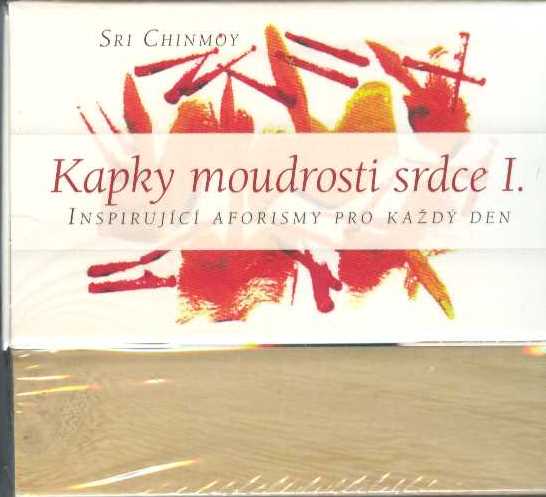 SRI CHINMOY
Kapky moudrosti srdce I.
INSPIRUJÍCÍ AFORISMY PRO KAŽDÝ DEN